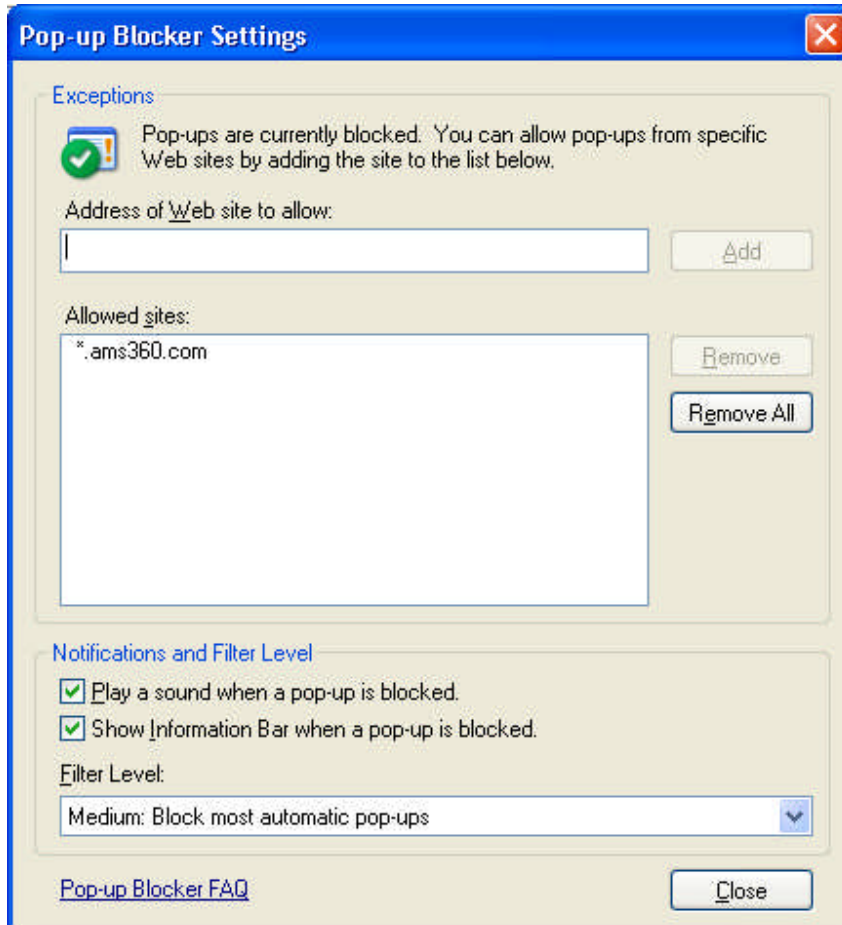 Pop-up Blocker Settings
Exceptions
Pop-ups are currently blocked. You can allow pop-ups from specific
Web sites by adding the site to the list below.
Address of Web site to allow:
Add
Allowed sites:
*.ams360.com
Remove
Remove All
Notifications and Filter Level
Play a sound when a pop-up is blocked.
Show Information Bar when a pop-up is blocked.
Filter Level:
Medium: Block most automatic pop-ups
Pop-up Blocker FAQ
Close